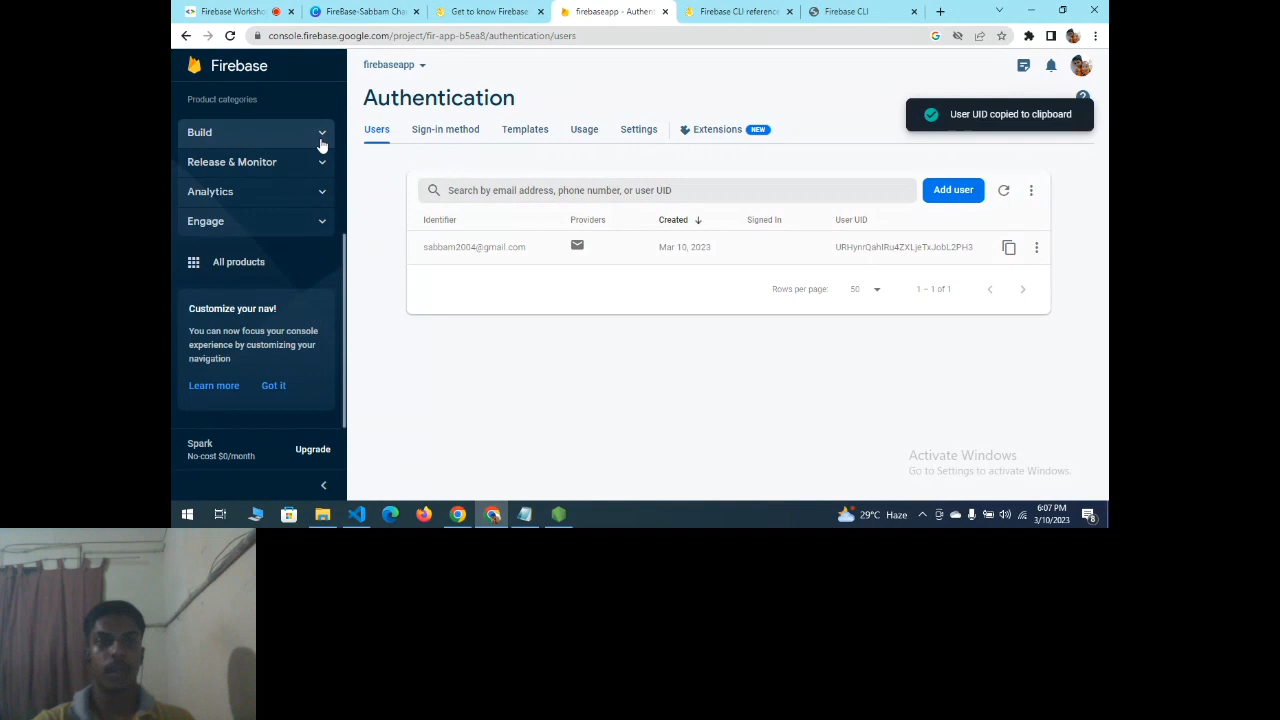 Firebase Worksho
FireBase-Sabbam Cha
Get to know Firebase
firebaseapp - Authent
Firebase CLI reference
Firebase CLI
console.firebase.google.com/project/fir-app-b5ea8/authentication/users
Firebase
Product categories
Build
Release & Monitor
Analytics
Engage
All products
Customize your nav!
You can now focus your console
experience by customizing your
navigation
Learn more Got it
Spark
No-cost $0/month
Upgrade
firebaseapp
Authentication
User UID copied to clipboard
Users Sign-in method Templates Usage Settings Extensions NEW
Search by email address, phone number, or user UID
Add user
Identifier Providers Created Signed In User UID
sabbam2004@gmail.com Mar 10, 2023 URHynrQahIRu4ZXLjeTxJobL2PH3
Rows per page: 50 1 – 1 of 1
Activate Windows
Go to Settings to activate Windows.
29°C Haze
6:07 PM
3/10/2023
8